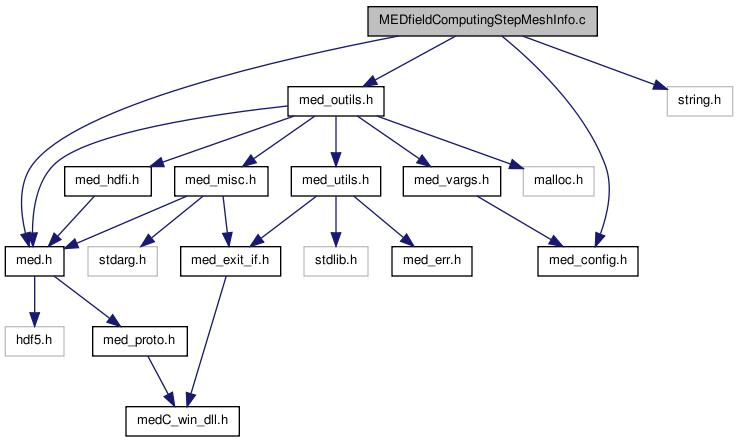 MEDfieldComputingStepMeshInfo.c
med_outils.h
string.h
med_hdfi.h
med_misc.h
med_utils.h
med_vargs.h
malloc.h
med.h
stdarg.h
med_exit_if.h
stdlib.h
med_err.h
med_config.h
hdf5.h
med_proto.h
medC_win_dll.h